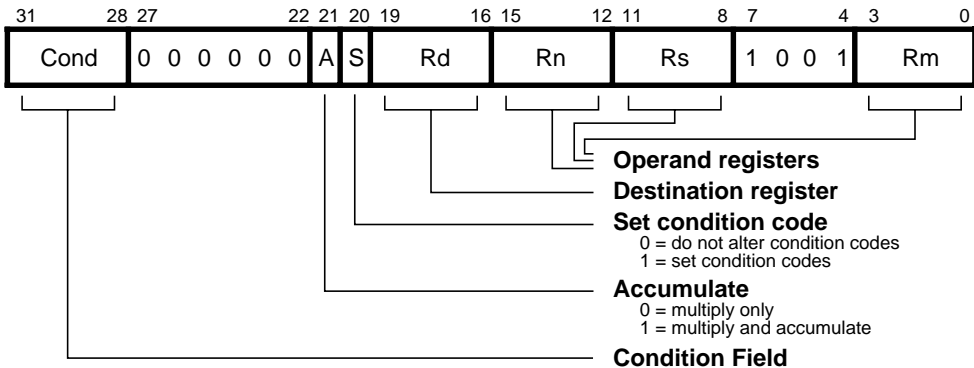 31 28 27 22 21 20 19 16 15 12 11 8 7 4 3 0
Cond 0 0 0 0 0 0 A S Rd Rn Rs 1 0 0 1 Rm
Operand registers
Destination register
Set condition code
0 = do not alter condition codes
1 = set condition codes
Accumulate
0 = multiply only
1 = multiply and accumulate
Condition Field